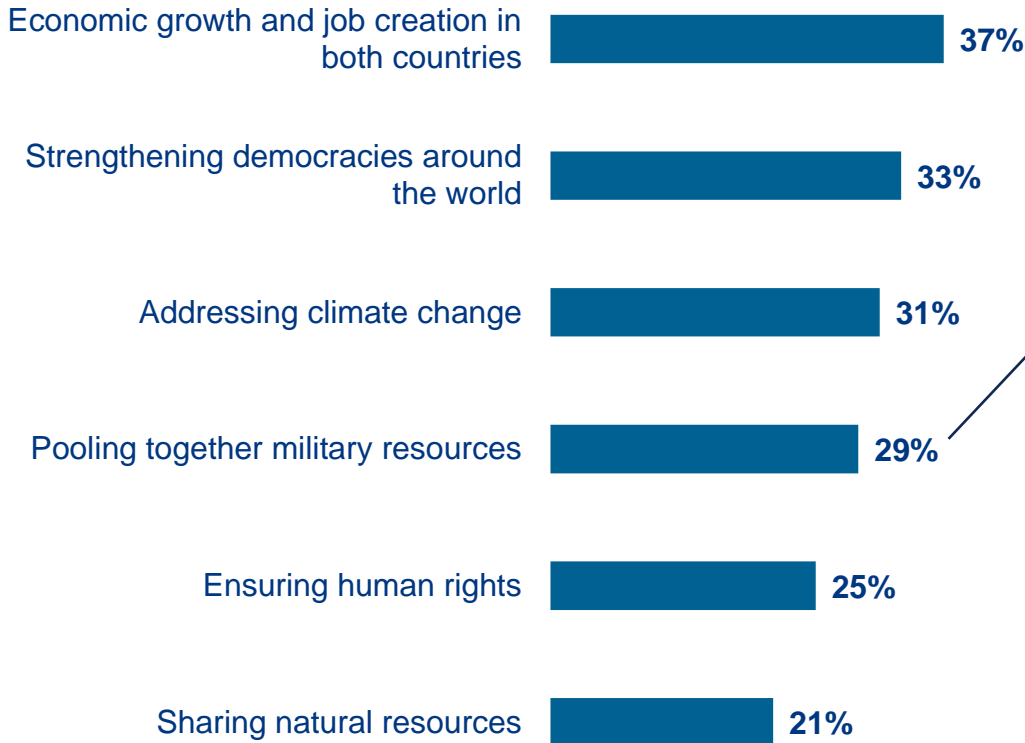 Economic growth and job creation in
both countries
37%
Strengthening democracies around
the world
33%
Addressing climate change
31%
Pooling together military resources
29%
Ensuring human rights
25%
Sharing natural resources
21%